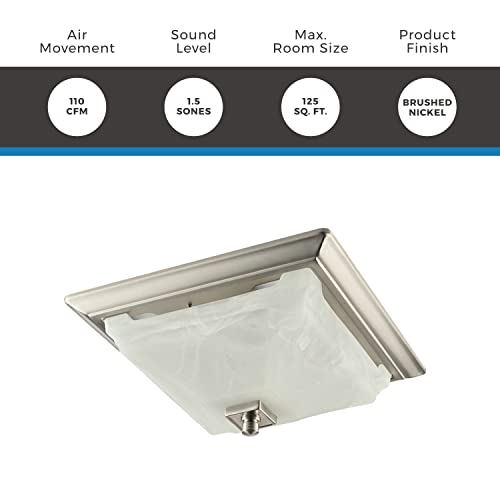 Air
Movement
Sound
Level
Max.
Room Size
Product
Finish
110
CFM
1.5
SONES
125
SQ. FT.
BRUSHED
NICKEL